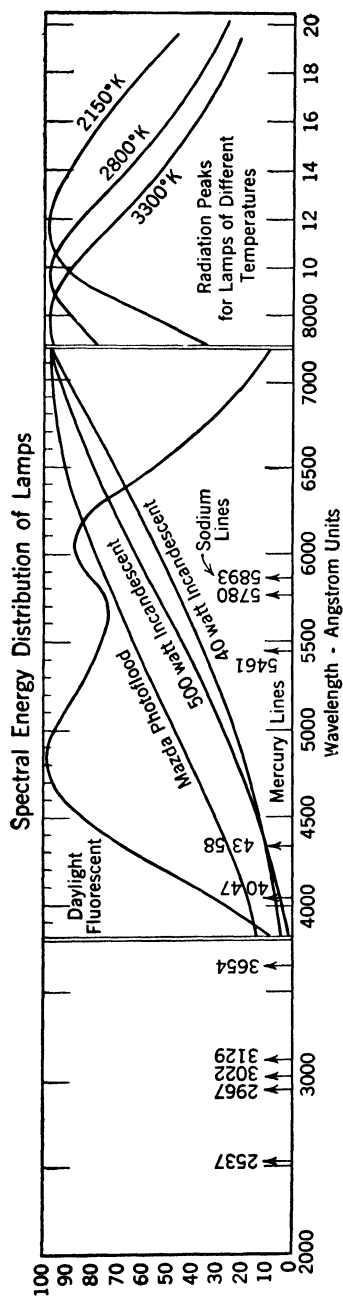 Spectral Energy Distribution of Lamps
100
90
80
70
60
50
40
30
20
10
0
Daylight
Fluorescent
Mazda Photoflood
500 watt Incandescent
40 watt Incandescent
Sodium
Lines
Mercury Lines
2537
2967
3022
3129
3654
4047
4358
5461
5780
5893
2150°K
2800°K
3300°K
Radiation Peaks
for Lamps of Different
Temperatures
2000
3000
4000
4500
5000
5500
6000
6500
7000
8000
10
12
14
16
18
20
Wavelength - Angstrom Units